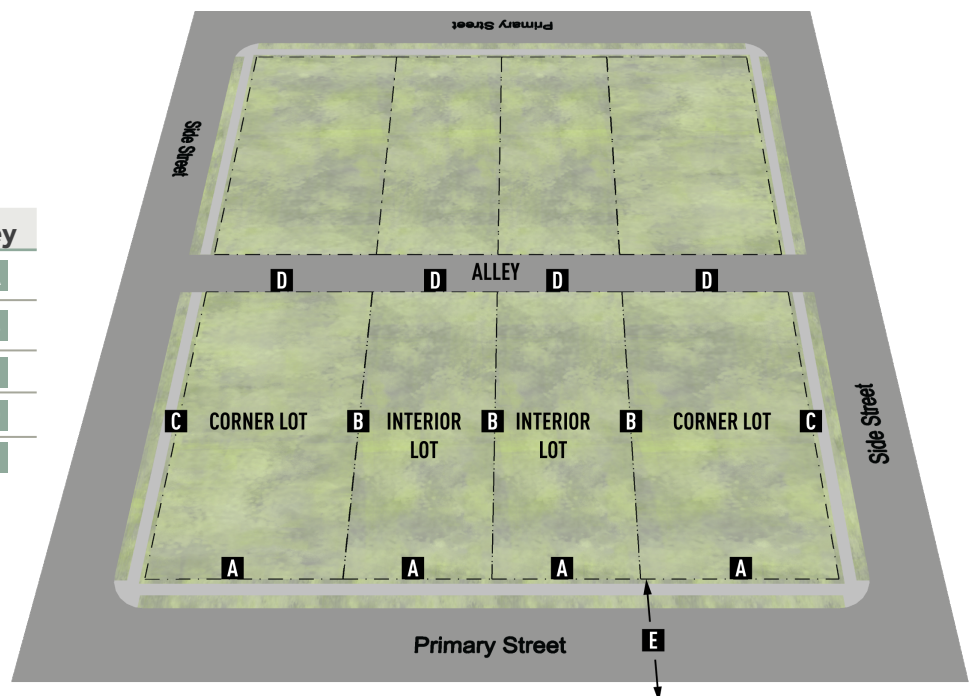 Primary Street
Side Street
ey
D
D
ALLEY
D
D
C
CORNER LOT
B
INTERIOR
LOT
B
INTERIOR
LOT
B
CORNER LOT
C
Side Street
A
A
A
A
Primary Street
E